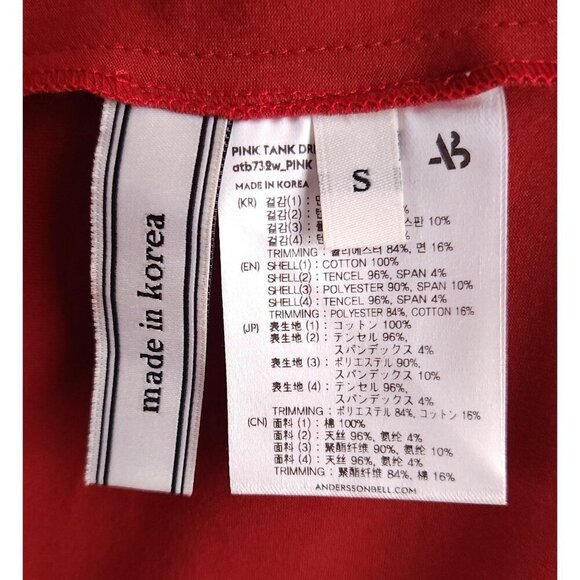 made in korea
S
PINK TANK
atb732w_PINK
MADE IN KOREA
(KR) 겉감(1) :
겉감(2) :
겉감(3) : 10%
겉감(4) :
TRIMMING : 폴리에스터 84%, 면 16%
(EN) SHELL(1) : COTTON 100%
SHELL(2) : TENCEL 96%, SPAN 4%
SHELL(3) : POLYESTER 90%, SPAN 10%
SHELL(4) : TENCEL 96%, SPAN 4%
TRIMMING : POLYESTER 84%, COTTON 16%
(JP) 表生地 (1) : コットン 100%
表生地 (2) : テンセル 96%,
スパンデックス 4%
表生地 (3) : ポリエステル 90%,
スパンデックス 10%
表生地 (4) : テンセル 96%,
スパンデックス 4%
TRIMMING : ポリエステル 84%, コットン 16%
(CN) 面料 (1) : 棉 100%
面料 (2) : 天丝 96%, 氨纶 4%
面料 (3) : 聚酯纤 90%, 氨纶 10%
面料 (4) : 天丝 96%, 氨纶 4%
TRIMMING : 聚酯纤 84%, 棉 16%
ANDERSSONBELL.COM